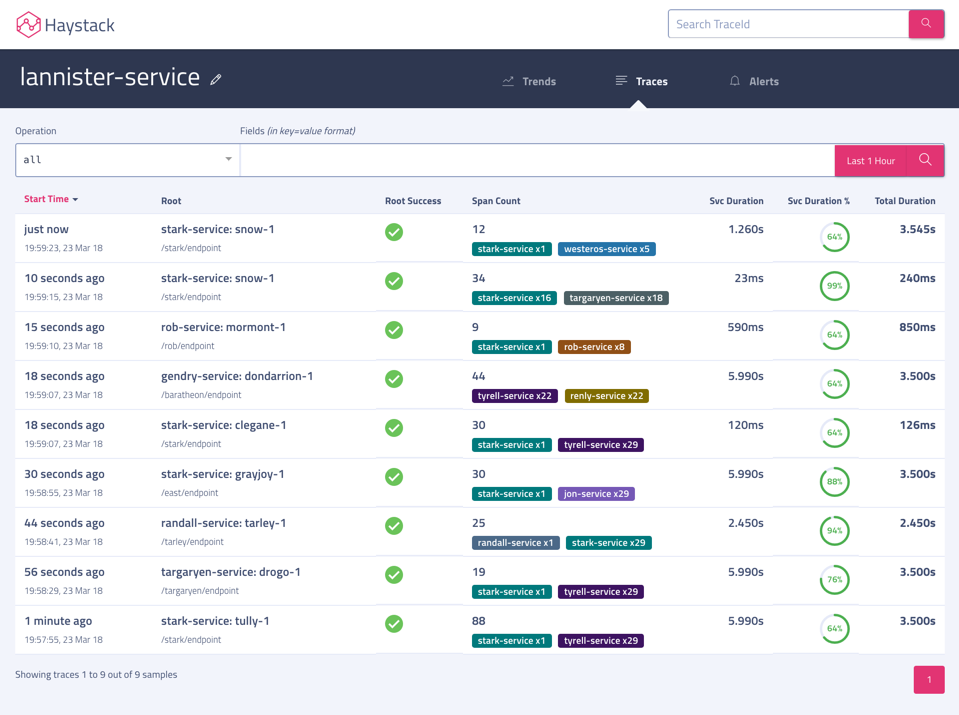 Haystack
Search TraceId
lannister-service
Trends
Traces
Alerts
Operation
Fields (in key=value format)
all
Last 1 Hour
Start Time Root Root Success Span Count Svc Duration Svc Duration % Total Duration
just now stark-service: snow-1 12 1.260s 64% 3.545s
19:59:23, 23 Mar 18 /stark/endpoint stark-service x1 westeros-service x5
10 seconds ago stark-service: snow-1 34 23ms 99% 240ms
19:59:15, 23 Mar 18 /stark/endpoint stark-service x16 targaryen-service x18
15 seconds ago rob-service: mormont-1 9 590ms 64% 850ms
19:59:10, 23 Mar 18 /rob/endpoint stark-service x1 rob-service x8
18 seconds ago gendry-service: dondarrion-1 44 5.990s 64% 3.500s
19:59:07, 23 Mar 18 /baratheon/endpoint tyrell-service x22 renly-service x22
18 seconds ago stark-service: clegane-1 30 120ms 64% 126ms
19:59:07, 23 Mar 18 /stark/endpoint stark-service x1 tyrell-service x29
30 seconds ago stark-service: grayjoy-1 30 5.990s 88% 3.500s
19:58:55, 23 Mar 18 /east/endpoint stark-service x1 jon-service x29
44 seconds ago randall-service: tarley-1 25 2.450s 94% 2.450s
19:58:41, 23 Mar 18 /tarley/endpoint randall-service x1 stark-service x29
56 seconds ago targaryen-service: drogo-1 19 5.990s 76% 3.500s
19:58:29, 23 Mar 18 /targaryen/endpoint stark-service x1 tyrell-service x29
1 minute ago stark-service: tully-1 88 5.990s 64% 3.500s
19:57:55, 23 Mar 18 /stark/endpoint stark-service x1 tyrell-service x29
Showing traces 1 to 9 out of 9 samples
1